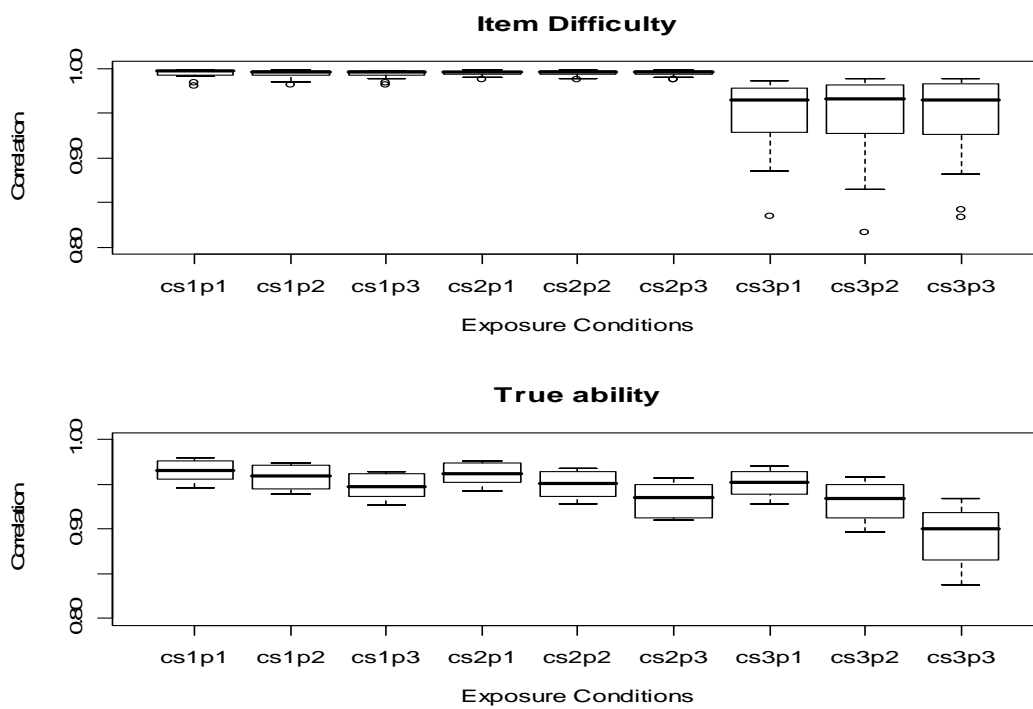 Item Difficulty
Correlation
1.00
0.90
0.80
cs1p1 cs1p2 cs1p3 cs2p1 cs2p2 cs2p3 cs3p1 cs3p2 cs3p3
Exposure Conditions
True ability
Correlation
1.00
0.90
0.80
cs1p1 cs1p2 cs1p3 cs2p1 cs2p2 cs2p3 cs3p1 cs3p2 cs3p3
Exposure Conditions